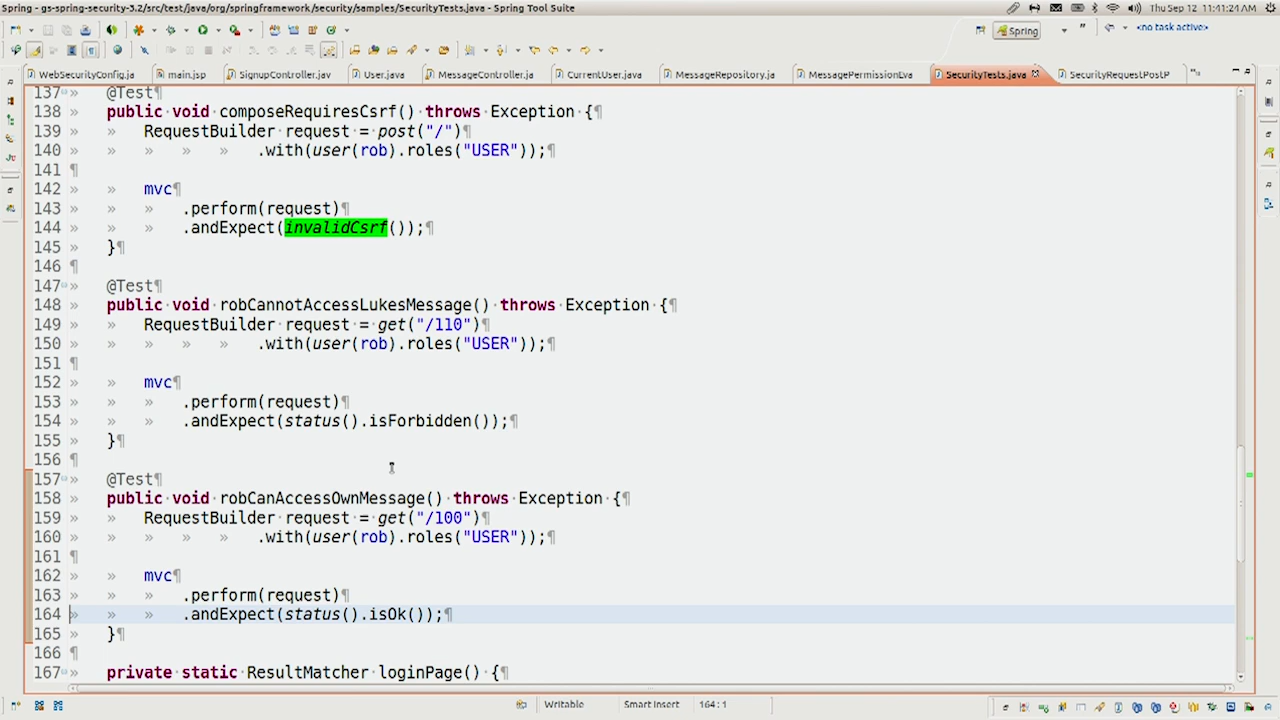 Spring - gs-spring-security-3.2/src/test/java/org/springframework/security/samples/SecurityTests.java - Spring Tool Suite
Thu Sep 12, 11:41:24 AM
Spring
<no task active>
WebSecurityConfig.ja
main.jsp
SignupController.jav
User.java
MessageController.ja
CurrentUser.java
MessageRepository.ja
MessagePermissionEva
SecurityTests.java
SecurityRequestPostP
137» » @Test¶
138» » public·void·composeRequiresCsrf()·throws·Exception·{¶
139» » » RequestBuilder·request·=·post("/")¶
140» » » » » .with(user(rob).roles("USER"));¶
141 ¶
142» » » mvc¶
143» » » .perform(request)¶
144» » » .andExpect(invalidCsrf());¶
145» }¶
146 ¶
147» @Test¶
148» public·void·robCannotAccessLukesMessage()·throws·Exception·{¶
149» » RequestBuilder·request·=·get("/110")¶
150» » » » » .with(user(rob).roles("USER"));¶
151 ¶
152» » mvc¶
153» » » .perform(request)¶
154» » » .andExpect(status().isForbidden());¶
155» }¶
156 ¶
157» @Test¶
158» public·void·robCanAccessOwnMessage()·throws·Exception·{¶
159» » RequestBuilder·request·=·get("/100")¶
160» » » » » .with(user(rob).roles("USER"));¶
161 ¶
162» » mvc¶
163» » » .perform(request)¶
164» » » .andExpect(status().isOk());¶
165» }¶
166 ¶
167» private·static·ResultMatcher·loginPage()·{¶
Writable
Smart Insert
164 : 1